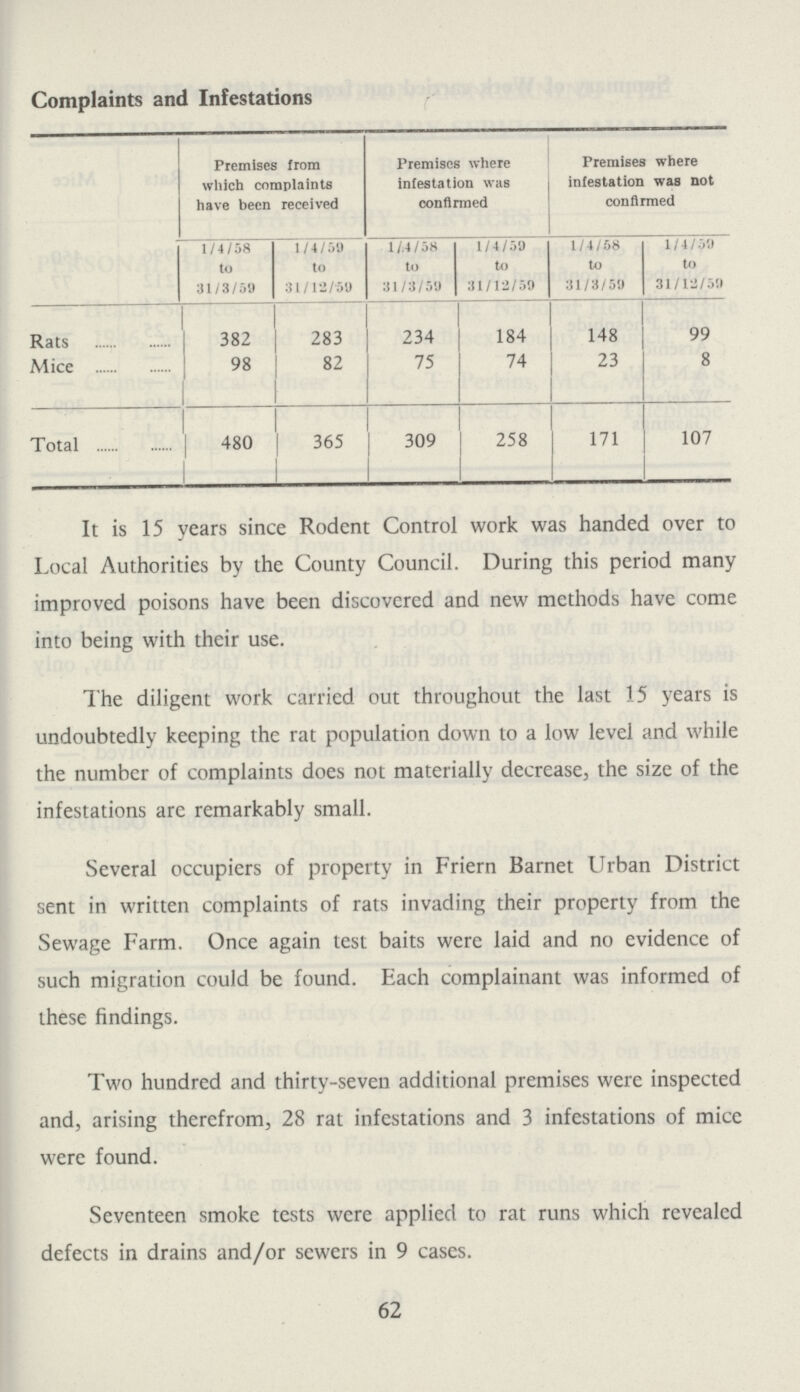 Complaints and Infestations
Premises from which complaints have been received | Premises where infestation was confirmed | Premises where infestation was not confirmed
1/4/58 to 31/3/59 | 1/4/59 to 31/12/59 | 1/4/58 to 31/3/59 | 1/4/59 to 31/12/59 | 1/4/58 to 31/3/59 | 1/4/59 to 31/12/59
Rats ...... ...... 382 283 234 184 148 99
Mice ...... ...... 98 82 75 74 23 8
Total ...... ...... 480 365 309 258 171 107
It is 15 years since Rodent Control work was handed over to
Local Authorities by the County Council. During this period many
improved poisons have been discovered and new methods have come
into being with their use.
The diligent work carried out throughout the last 15 years is
undoubtedly keeping the rat population down to a low level and while
the number of complaints does not materially decrease, the size of the
infestations are remarkably small.
Several occupiers of property in Friern Barnet Urban District
sent in written complaints of rats invading their property from the
Sewage Farm. Once again test baits were laid and no evidence of
such migration could be found. Each complainant was informed of
these findings.
Two hundred and thirty-seven additional premises were inspected
and, arising therefrom, 28 rat infestations and 3 infestations of mice
were found.
Seventeen smoke tests were applied to rat runs which revealed
defects in drains and/or sewers in 9 cases.
62